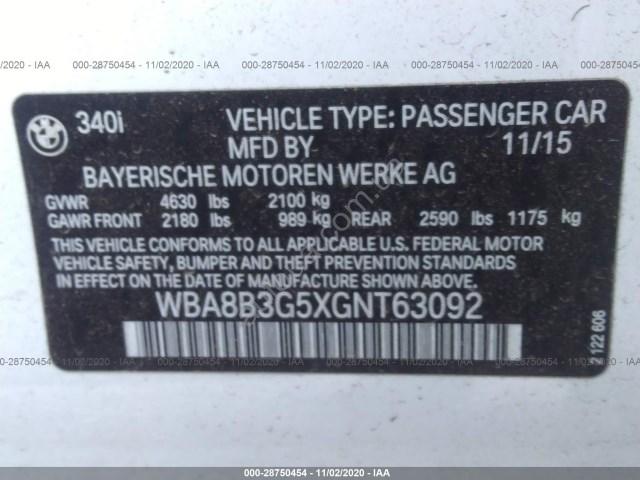 000-28750454 - 11/02/2020 - IAA
BMW
340i
VEHICLE TYPE: PASSENGER CAR
MFD BY
11/15
BAYERISCHE MOTOREN WERKE AG
GVWR 4630 lbs 2100 kg
GAWR FRONT 2180 lbs 989 kg REAR 2590 lbs 1175 kg
THIS VEHICLE CONFORMS TO ALL APPLICABLE U.S. FEDERAL MOTOR
VEHICLE SAFETY, BUMPER AND THEFT PREVENTION STANDARDS
IN EFFECT ON THE DATE OF MANUFACTURE SHOWN ABOVE.
WBA8B3G5XGNT63092
7122 606
000-28750454 - 11/02/2020 - IAA